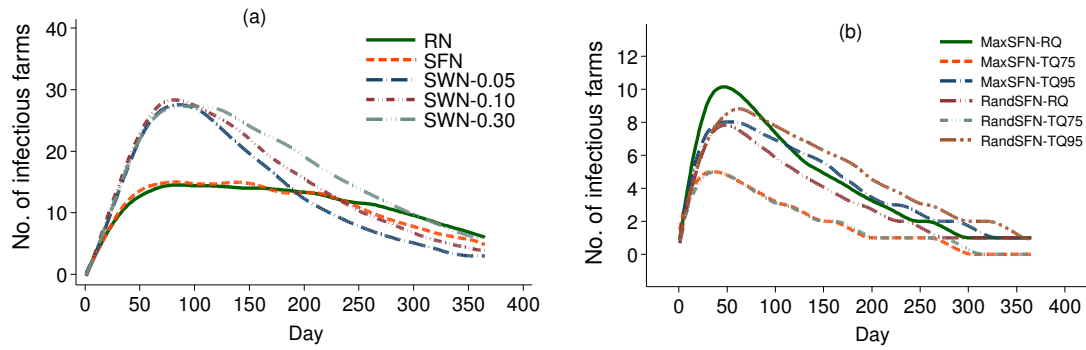 (a)
No. of infectious farms
40
30
20
10
0
RN
SFN
SWN-0.05
SWN-0.10
SWN-0.30
0 50 100 150 200 250 300 350 400
Day
(b)
No. of infectious farms
12
10
8
6
4
2
0
MaxSFN-RQ
MaxSFN-TQ75
MaxSFN-TQ95
RandSFN-RQ
RandSFN-TQ75
RandSFN-TQ95
0 50 100 150 200 250 300 350 400
Day